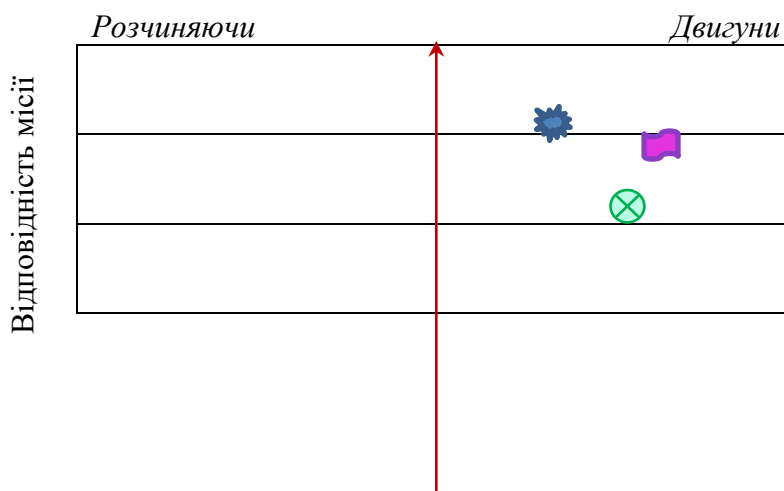 Розчиняючи
Двигуни
Відповідність місії